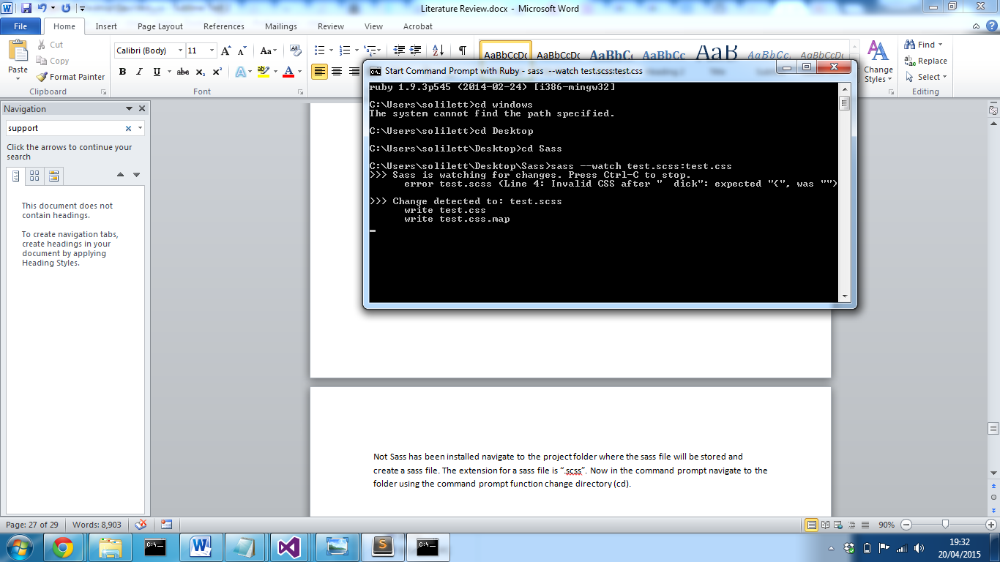 Literature Review.docx - Microsoft Word
File Home Insert Page Layout References Mailings Review View Acrobat
Paste
Cut
Copy
Format Painter
Clipboard
Calibri (Body) 11
Font
AaBbCcDc AaBbCcDc AaBbC AaBbCc AaB AaBbCc. AaBbCcDc
Change Styles
Find
Replace
Select
Editing
Start Command Prompt with Ruby - sass --watch test.scss:test.css
ruby 1.9.3p545 (2014-02-24) [i386-mingw32]
C:\Users\solilett>cd windows
The system cannot find the path specified.
C:\Users\solilett>cd Desktop
C:\Users\solilett\Desktop>cd Sass
C:\Users\solilett\Desktop\Sass>sass --watch test.scss:test.css
>>> Sass is watching for changes. Press Ctrl-C to stop.
error test.scss (Line 4: Invalid CSS after "  dick": expected "{", was "")
>>> Change detected to: test.scss
write test.css
write test.css.map
Navigation
support
Click the arrows to continue your
search
This document does not
contain headings.
To create navigation tabs,
create headings in your
document by applying
Heading Styles.
Not Sass has been installed navigate to the project folder where the sass file will be stored and
create a sass file. The extension for a sass file is “.scss”. Now in the command prompt navigate to the
folder using the command prompt function change directory (cd).
Page: 27 of 29 Words: 8,903
90%
19:32
20/04/2015